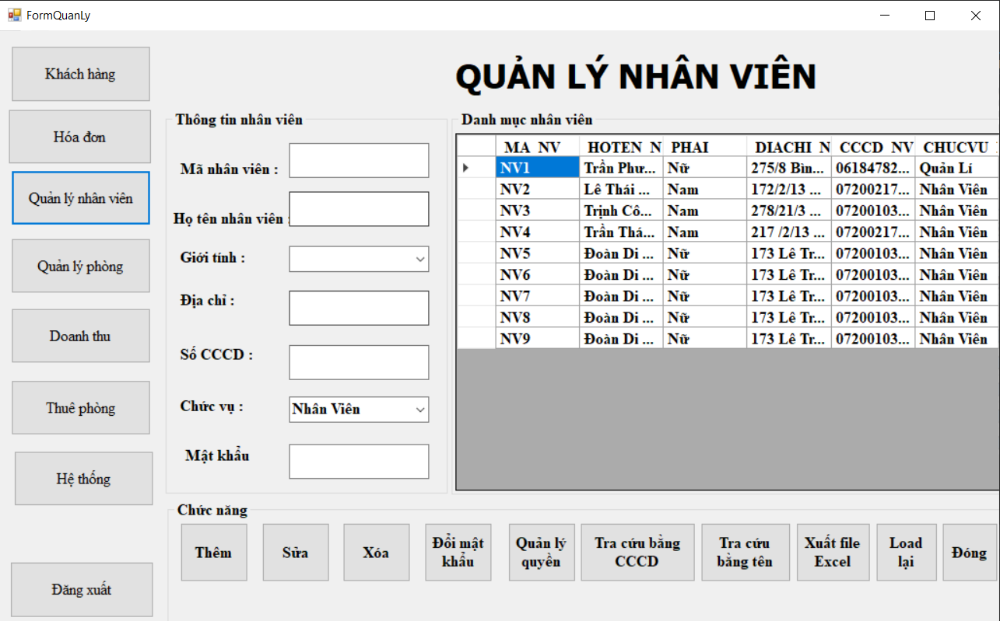 FormQuanLy
Khách hàng
Hóa đơn
Quản lý nhân viên
Quản lý phòng
Doanh thu
Thuê phòng
Hệ thống
Đăng xuất
QUẢN LÝ NHÂN VIÊN
Thông tin nhân viên
Mã nhân viên :
Họ tên nhân viên :
Giới tính :
Địa chỉ :
Số CCCD :
Chức vụ : Nhân Viên
Mật khẩu
Danh mục nhân viên
MA_NV HOTEN_N PHAI DIACHI_N CCCD_NV CHUCVU
NV1 Trần Phư... Nữ 275/8 Bìn... 06184782... Quản Lí
NV2 Lê Thái ... Nam 172/2/13 ... 07200217... Nhân Viên
NV3 Trịnh Cô... Nam 278/21/3 ... 07200103... Nhân Viên
NV4 Trần Thá... Nam 217 /2/13 ... 07200217... Nhân Viên
NV5 Đoàn Di ... Nữ 173 Lê Tr... 07200103... Nhân Viên
NV6 Đoàn Di ... Nữ 173 Lê Tr... 07200103... Nhân Viên
NV7 Đoàn Di ... Nữ 173 Lê Tr... 07200103... Nhân Viên
NV8 Đoàn Di ... Nữ 173 Lê Tr... 07200103... Nhân Viên
NV9 Đoàn Di ... Nữ 173 Lê Tr... 07200103... Nhân Viên
Chức năng
Thêm
Sửa
Xóa
Đổi mật
khẩu
Quản lý
quyền
Tra cứu bằng
CCCD
Tra cứu
bằng tên
Xuất file
Excel
Load
lại
Đóng